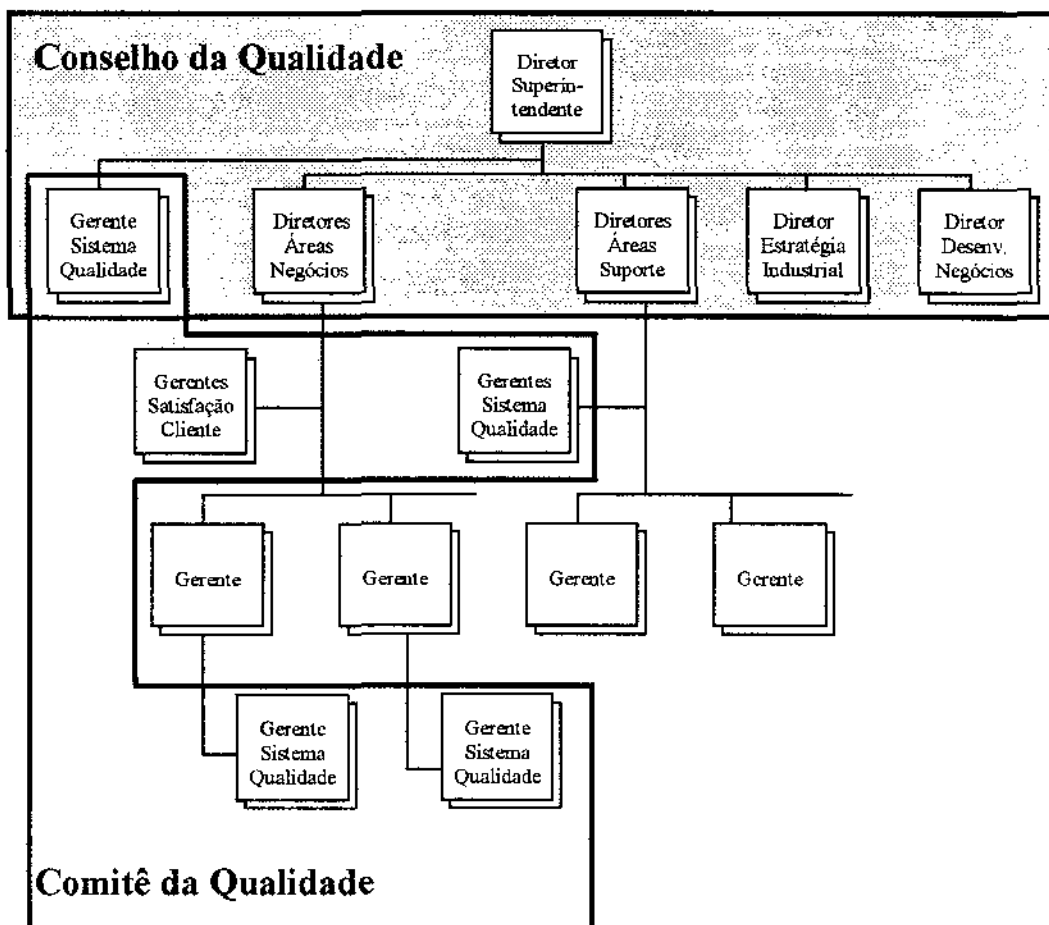 Conselho da Qualidade
Diretor
Superin-
tendente
Gerente
Sistema
Qualidade
Diretores
Áreas
Negócios
Diretores
Áreas
Suporte
Diretor
Estratégia
Industrial
Diretor
Desenv.
Negócios
Gerentes
Satisfação
Cliente
Gerentes
Sistema
Qualidade
Gerente
Gerente
Gerente
Gerente
Gerente
Sistema
Qualidade
Gerente
Sistema
Qualidade
Comitê da Qualidade